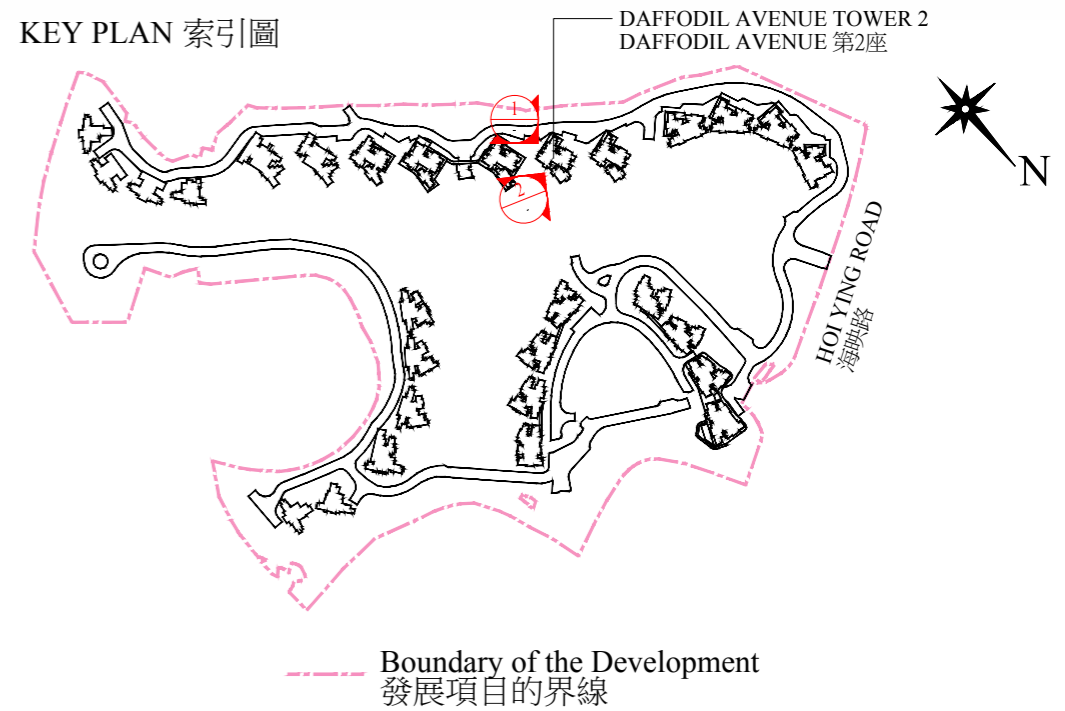 KEY PLAN 索引圖
DAFFODIL AVENUE TOWER 2
DAFFODIL AVENUE 第2座
1
2
N
HOI YING ROAD
海映路
Boundary of the Development
發展項目的界線